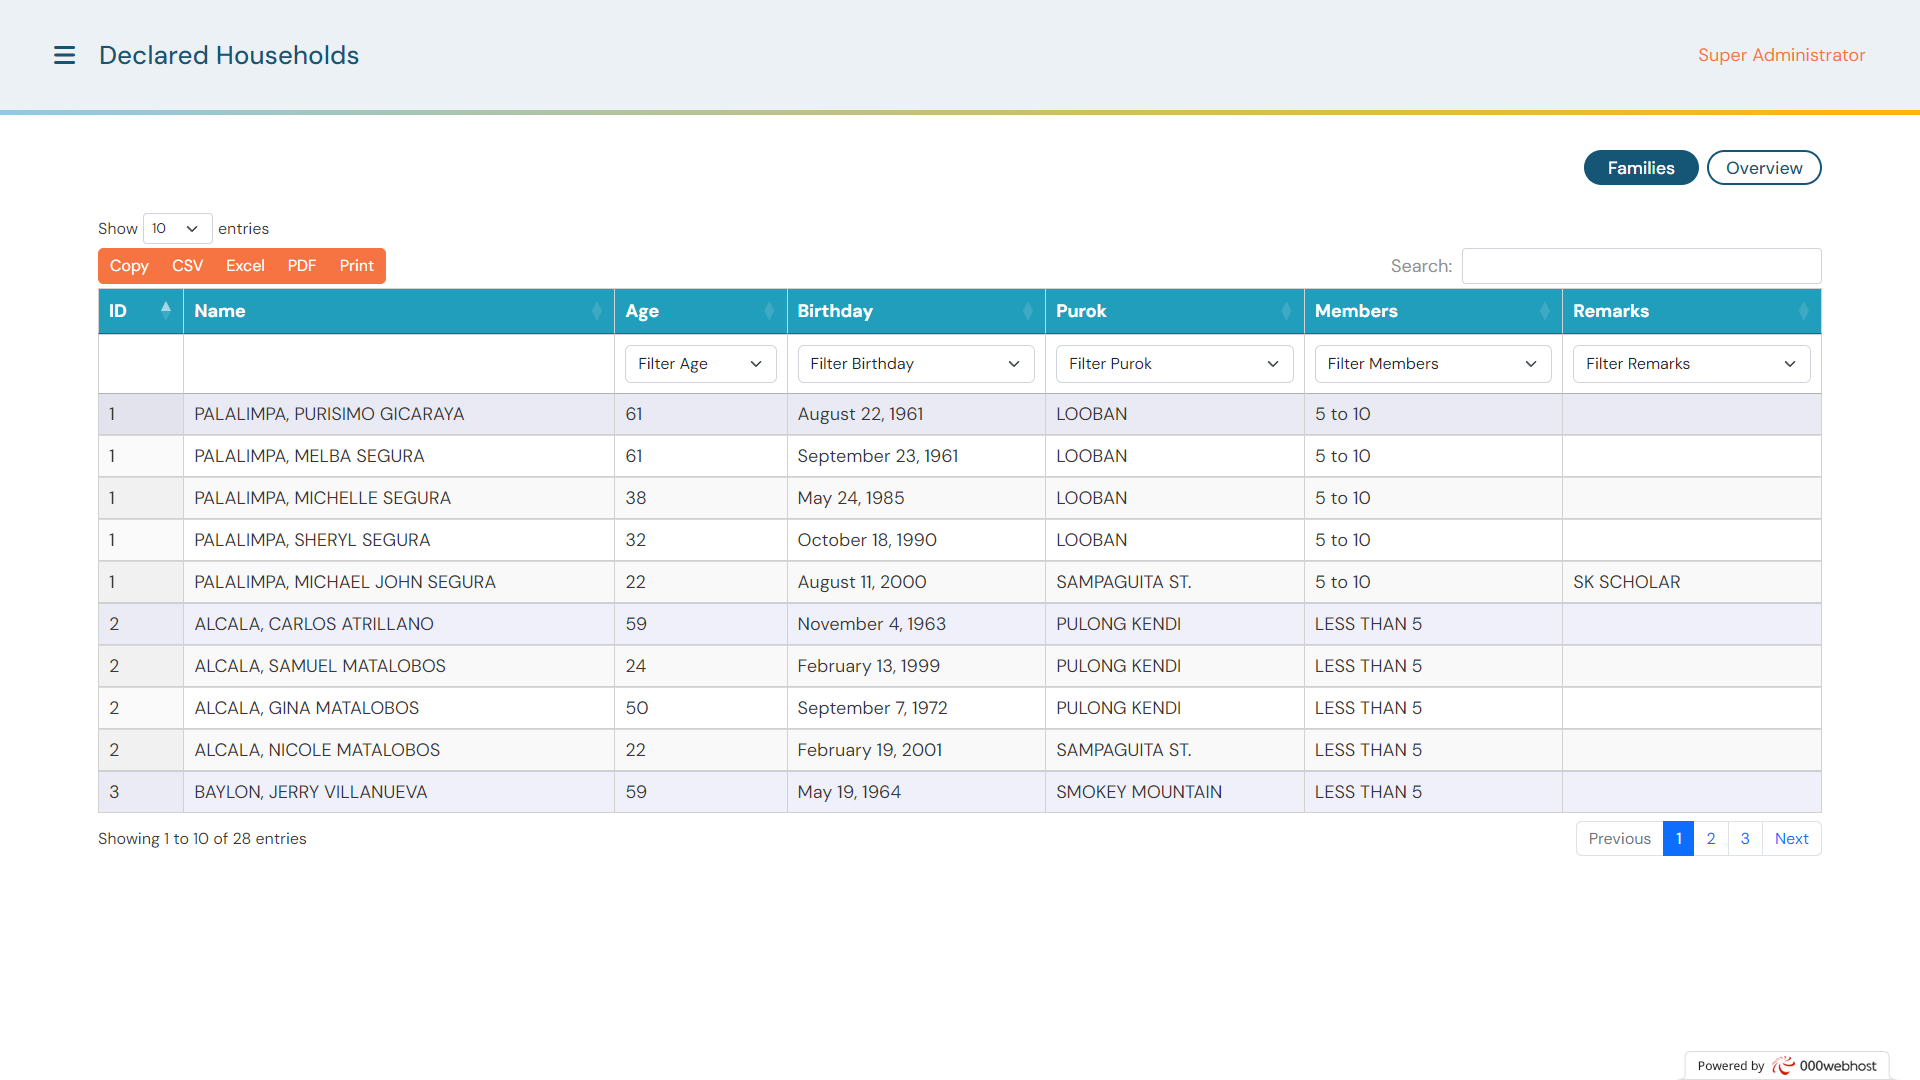 Declared Households
Super Administrator
Families Overview
Show 10 entries
Copy CSV Excel PDF Print
Search:
ID Name Age Birthday Purok Members Remarks
Filter Age Filter Birthday Filter Purok Filter Members Filter Remarks
1 PALALIMPA, PURISIMO GICARAYA 61 August 22, 1961 LOOBAN 5 to 10
1 PALALIMPA, MELBA SEGURA 61 September 23, 1961 LOOBAN 5 to 10
1 PALALIMPA, MICHELLE SEGURA 38 May 24, 1985 LOOBAN 5 to 10
1 PALALIMPA, SHERYL SEGURA 32 October 18, 1990 LOOBAN 5 to 10
1 PALALIMPA, MICHAEL JOHN SEGURA 22 August 11, 2000 SAMPAGUITA ST. 5 to 10 SK SCHOLAR
2 ALCALA, CARLOS ATRILLANO 59 November 4, 1963 PULONG KENDI LESS THAN 5
2 ALCALA, SAMUEL MATALOBOS 24 February 13, 1999 PULONG KENDI LESS THAN 5
2 ALCALA, GINA MATALOBOS 50 September 7, 1972 PULONG KENDI LESS THAN 5
2 ALCALA, NICOLE MATALOBOS 22 February 19, 2001 SAMPAGUITA ST. LESS THAN 5
3 BAYLON, JERRY VILLANUEVA 59 May 19, 1964 SMOKEY MOUNTAIN LESS THAN 5
Showing 1 to 10 of 28 entries
Previous 1 2 3 Next
Powered by 000webhost